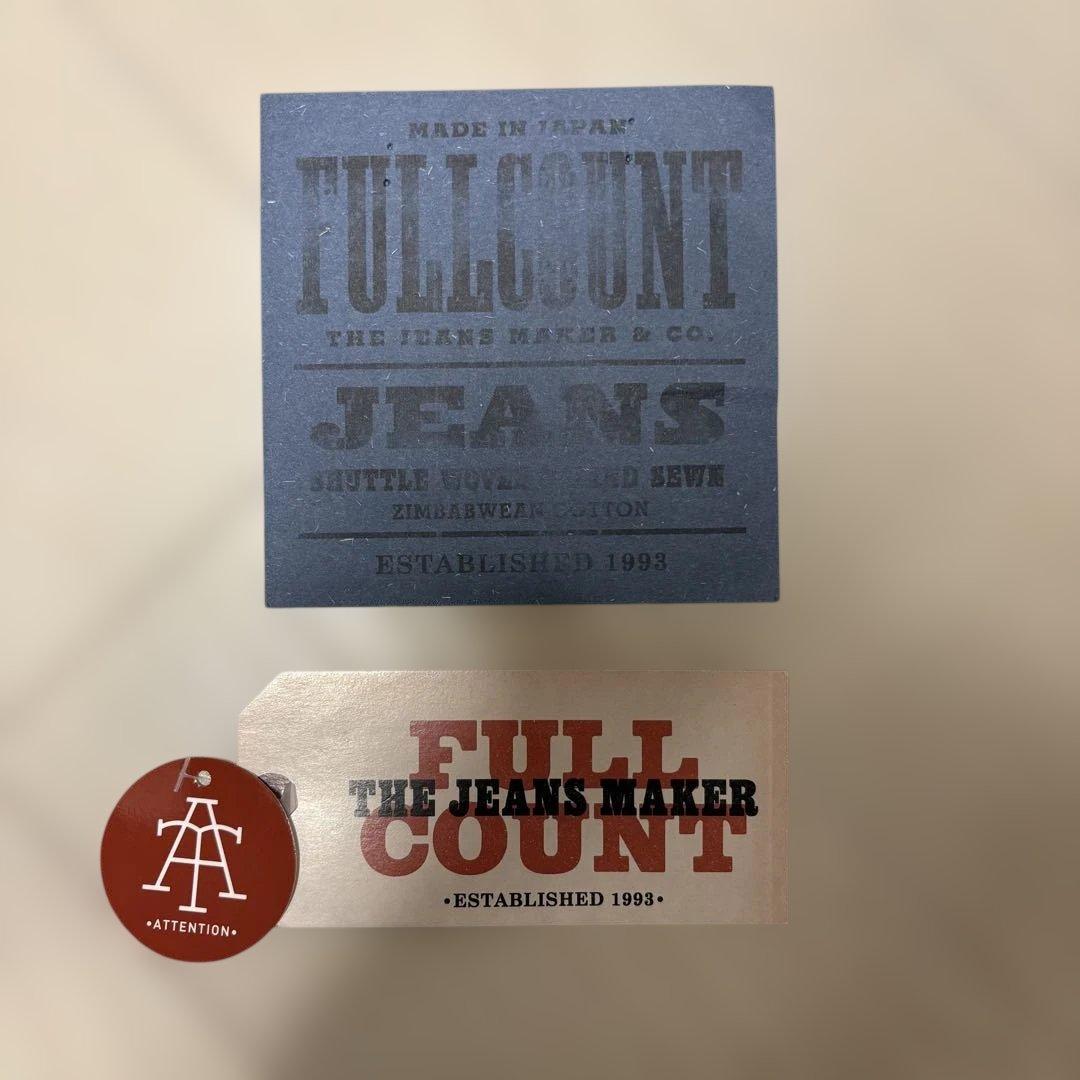 MADE IN JAPAN
FULLCOUNT
THE JEANS MAKER & CO.
JEANS
SHUTTLE WOVEN SEWN
ZIMBABWEAN COTTON
ESTABLISHED 1993
FULL
THE JEANS MAKER
COUNT
•ESTABLISHED 1993•
AT
•ATTENTION•